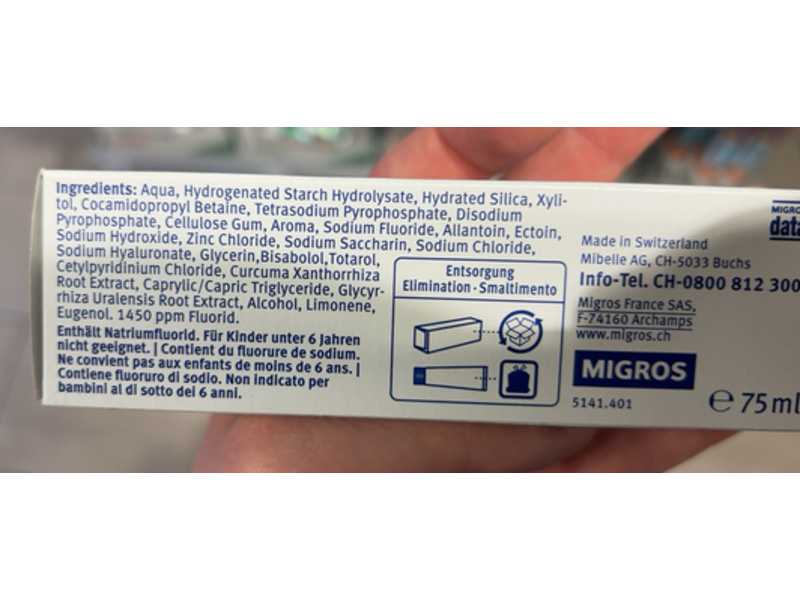 Ingredients: Aqua, Hydrogenated Starch Hydrolysate, Hydrated Silica, Xyli-
tol, Cocamidopropyl Betaine, Tetrasodium Pyrophosphate, Disodium
Pyrophosphate, Cellulose Gum, Aroma, Sodium Fluoride, Allantoin, Ectoin,
Sodium Hydroxide, Zinc Chloride, Sodium Saccharin, Sodium Chloride,
Sodium Hyaluronate, Glycerin,Bisabolol,Totarol,
Cetylpyridinium Chloride, Curcuma Xanthorrhiza
Root Extract, Caprylic/Capric Triglyceride, Glycyr-
rhiza Uralensis Root Extract, Alcohol, Limonene,
Eugenol. 1450 ppm Fluorid.
Enthält Natriumfluorid. Für Kinder unter 6 Jahren
nicht geeignet. | Contient du fluorure de sodium.
Ne convient pas aux enfants de moins de 6 ans. |
Contiene fluoruro di sodio. Non indicato per
bambini al di sotto dei 6 anni.
Entsorgung
Elimination · Smaltimento
Made in Switzerland
Mibelle AG, CH-5033 Buchs
Info-Tel. CH-0800 812 300
Migros France SAS,
F-74160 Archamps
www.migros.ch
MIGROS
5141.401
℮ 75 ml
MIGRO
data